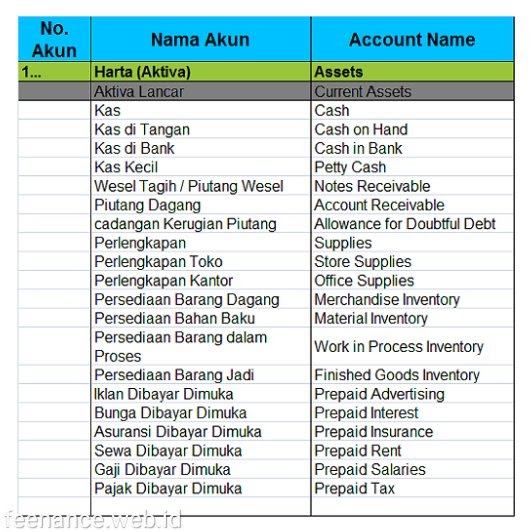 No. Akun Nama Akun Account Name
1... Harta (Aktiva) Assets
Aktiva Lancar Current Assets
Kas Cash
Kas di Tangan Cash on Hand
Kas di Bank Cash in Bank
Kas Kecil Petty Cash
Wesel Tagih / Piutang Wesel Notes Receivable
Piutang Dagang Account Receivable
cadangan Kerugian Piutang Allowance for Doubtful Debt
Perlengkapan Supplies
Perlengkapan Toko Store Supplies
Perlengkapan Kantor Office Supplies
Persediaan Barang Dagang Merchandise Inventory
Persediaan Bahan Baku Material Inventory
Persediaan Barang dalam Proses Work in Process Inventory
Persediaan Barang Jadi Finished Goods Inventory
Iklan Dibayar Dimuka Prepaid Advertising
Bunga Dibayar Dimuka Prepaid Interest
Asuransi Dibayar Dimuka Prepaid Insurance
Sewa Dibayar Dimuka Prepaid Rent
Gaji Dibayar Dimuka Prepaid Salaries
Pajak Dibayar Dimuka Prepaid Tax
feenance.web.id